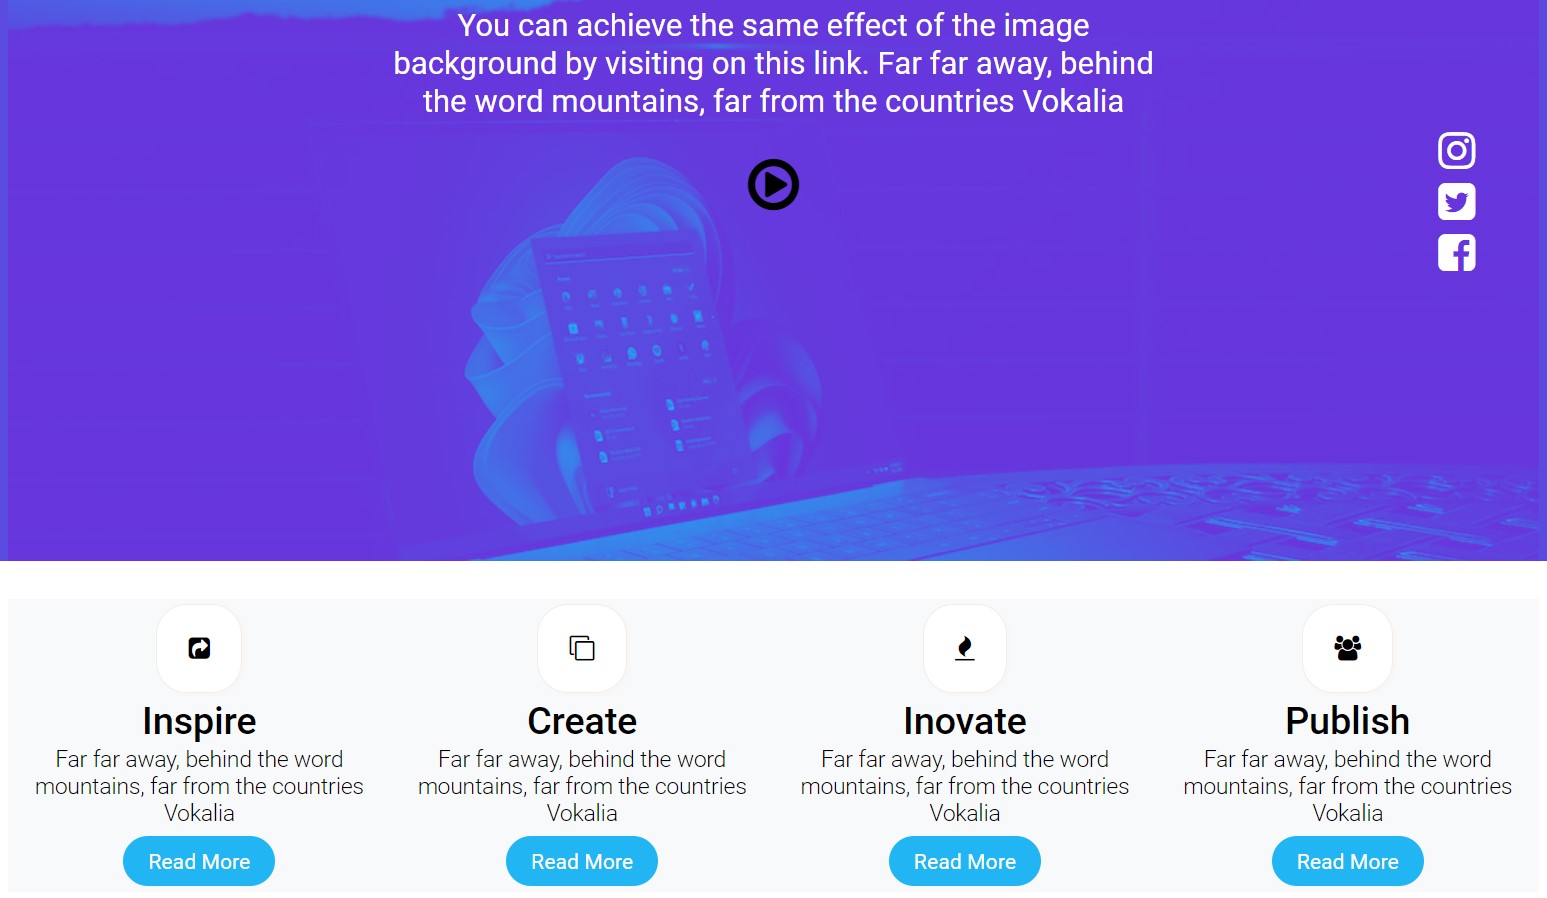 You can achieve the same effect of the image
background by visiting on this link. Far far away, behind
the word mountains, far from the countries Vokalia
Inspire
Far far away, behind the word
mountains, far from the countries
Vokalia
Read More
Create
Far far away, behind the word
mountains, far from the countries
Vokalia
Read More
Inovate
Far far away, behind the word
mountains, far from the countries
Vokalia
Read More
Publish
Far far away, behind the word
mountains, far from the countries
Vokalia
Read More